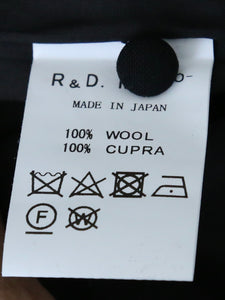 R & D.
MADE IN JAPAN
100% WOOL
100% CUPRA
F
W